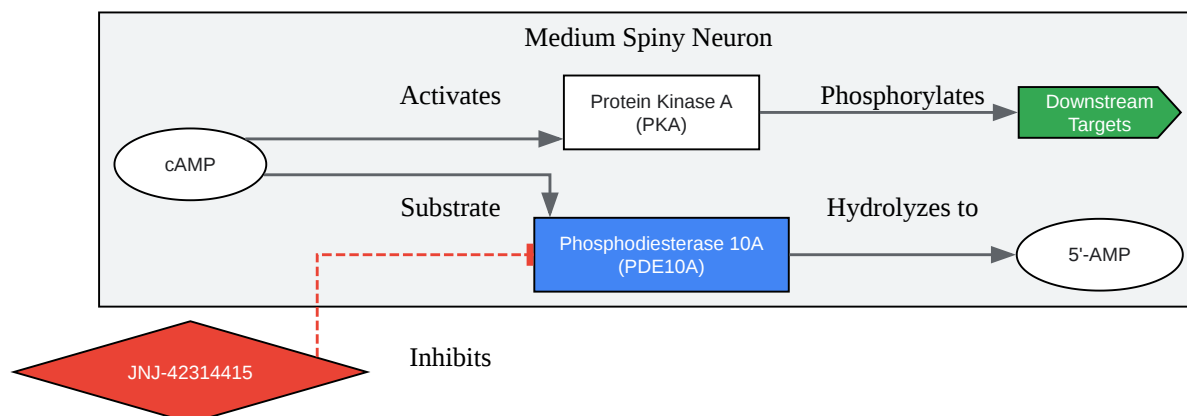 Medium Spiny Neuron
Activates
Protein Kinase A
(PKA)
Phosphorylates
Downstream
Targets
cAMP
Substrate
Phosphodiesterase 10A
(PDE10A)
Hydrolyzes to
5'-AMP
JNJ-42314415
Inhibits